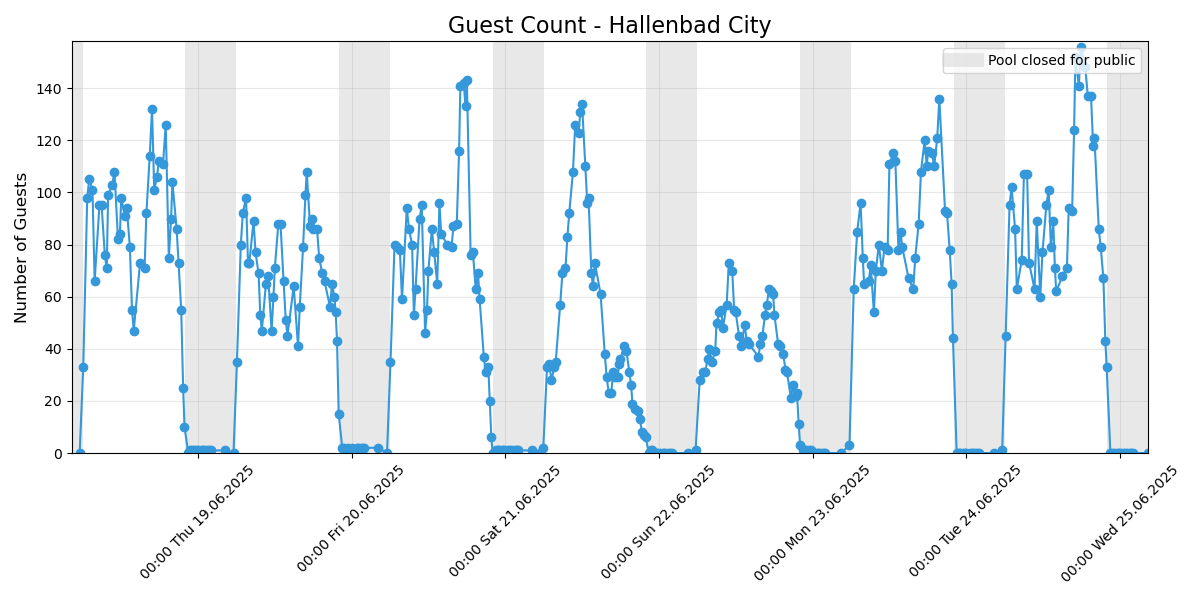 Guest Count - Hallenbad City
Pool closed for public
Number of Guests
140
120
100
80
60
40
20
0
00:00 Thu 19.06.2025
00:00 Fri 20.06.2025
00:00 Sat 21.06.2025
00:00 Sun 22.06.2025
00:00 Mon 23.06.2025
00:00 Tue 24.06.2025
00:00 Wed 25.06.2025